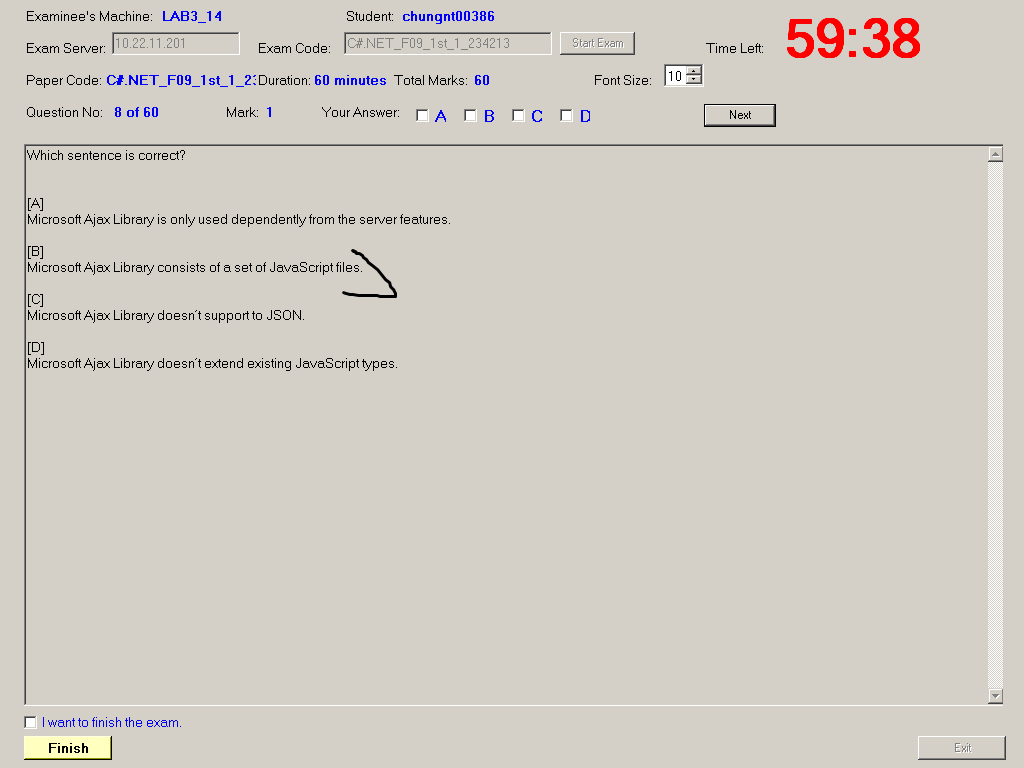 Examinee's Machine: LAB3_14 Student: chungnt00386
Exam Server: 10.22.11.201 Exam Code: C#.NET_F09_1st_1_234213 Start Exam Time Left: 59:38
Paper Code: C#.NET_F09_1st_1_23 Duration: 60 minutes Total Marks: 60 Font Size: 10
Question No: 8 of 60 Mark: 1 Your Answer: A B C D Next
Which sentence is correct?
[A]
Microsoft Ajax Library is only used dependently from the server features.
[B]
Microsoft Ajax Library consists of a set of JavaScript files.
[C]
Microsoft Ajax Library doesn´t support to JSON.
[D]
Microsoft Ajax Library doesn´t extend existing JavaScript types.
I want to finish the exam.
Finish Exit